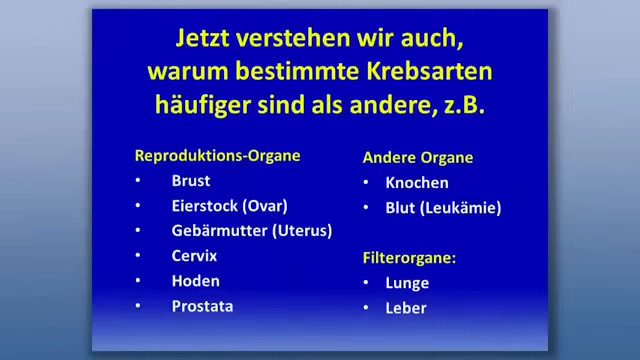 Jetzt verstehen wir auch,
warum bestimmte Krebsarten
häufiger sind als andere, z.B.
Reproduktions-Organe
• Brust
• Eierstock (Ovar)
• Gebärmutter (Uterus)
• Cervix
• Hoden
• Prostata
Andere Organe
• Knochen
• Blut (Leukämie)
Filterorgane:
• Lunge
• Leber